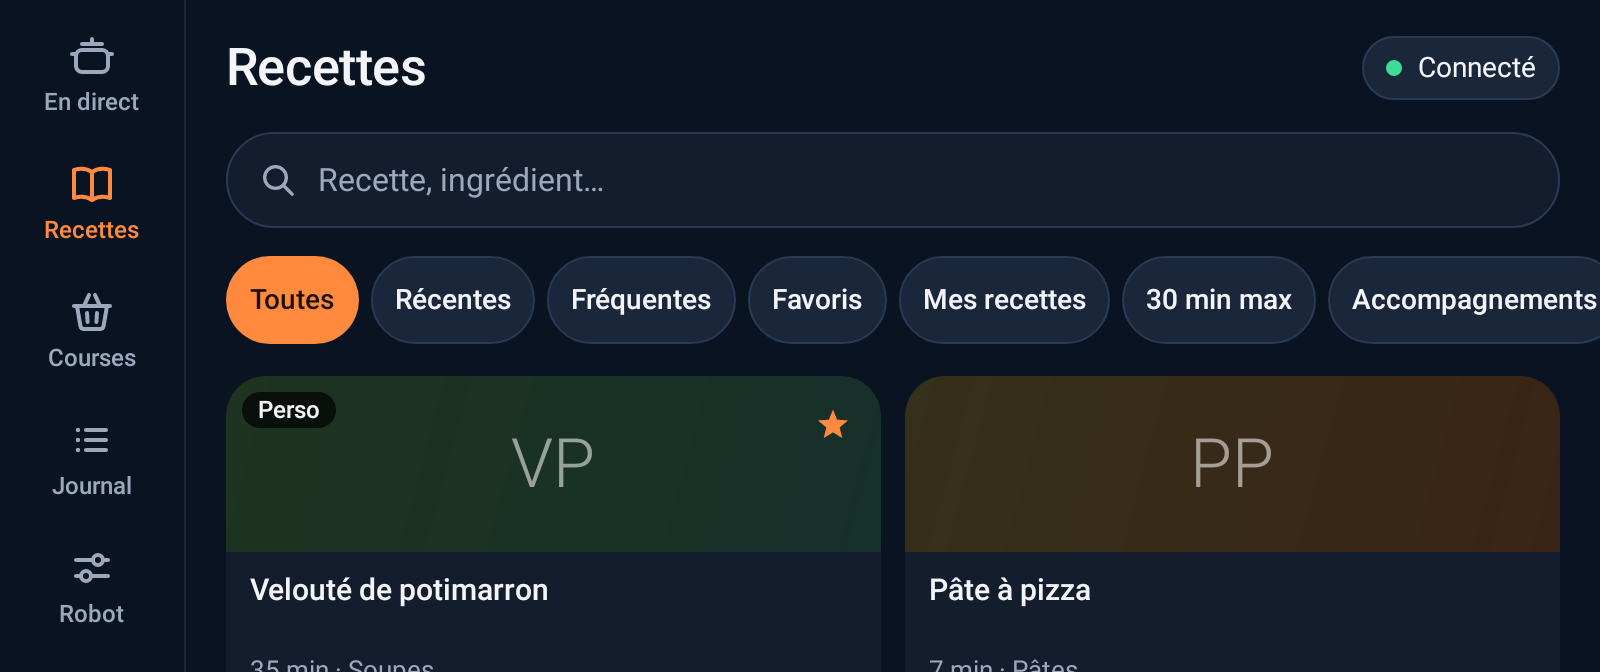 En direct
Recettes
Courses
Journal
Robot
Recettes
Connecté
Recette, ingrédient…
Toutes
Récentes
Fréquentes
Favoris
Mes recettes
30 min max
Accompagnements
Perso
VP
PP
Velouté de potimarron
Pâte à pizza
35 min · Soupes
7 min · Pâtes